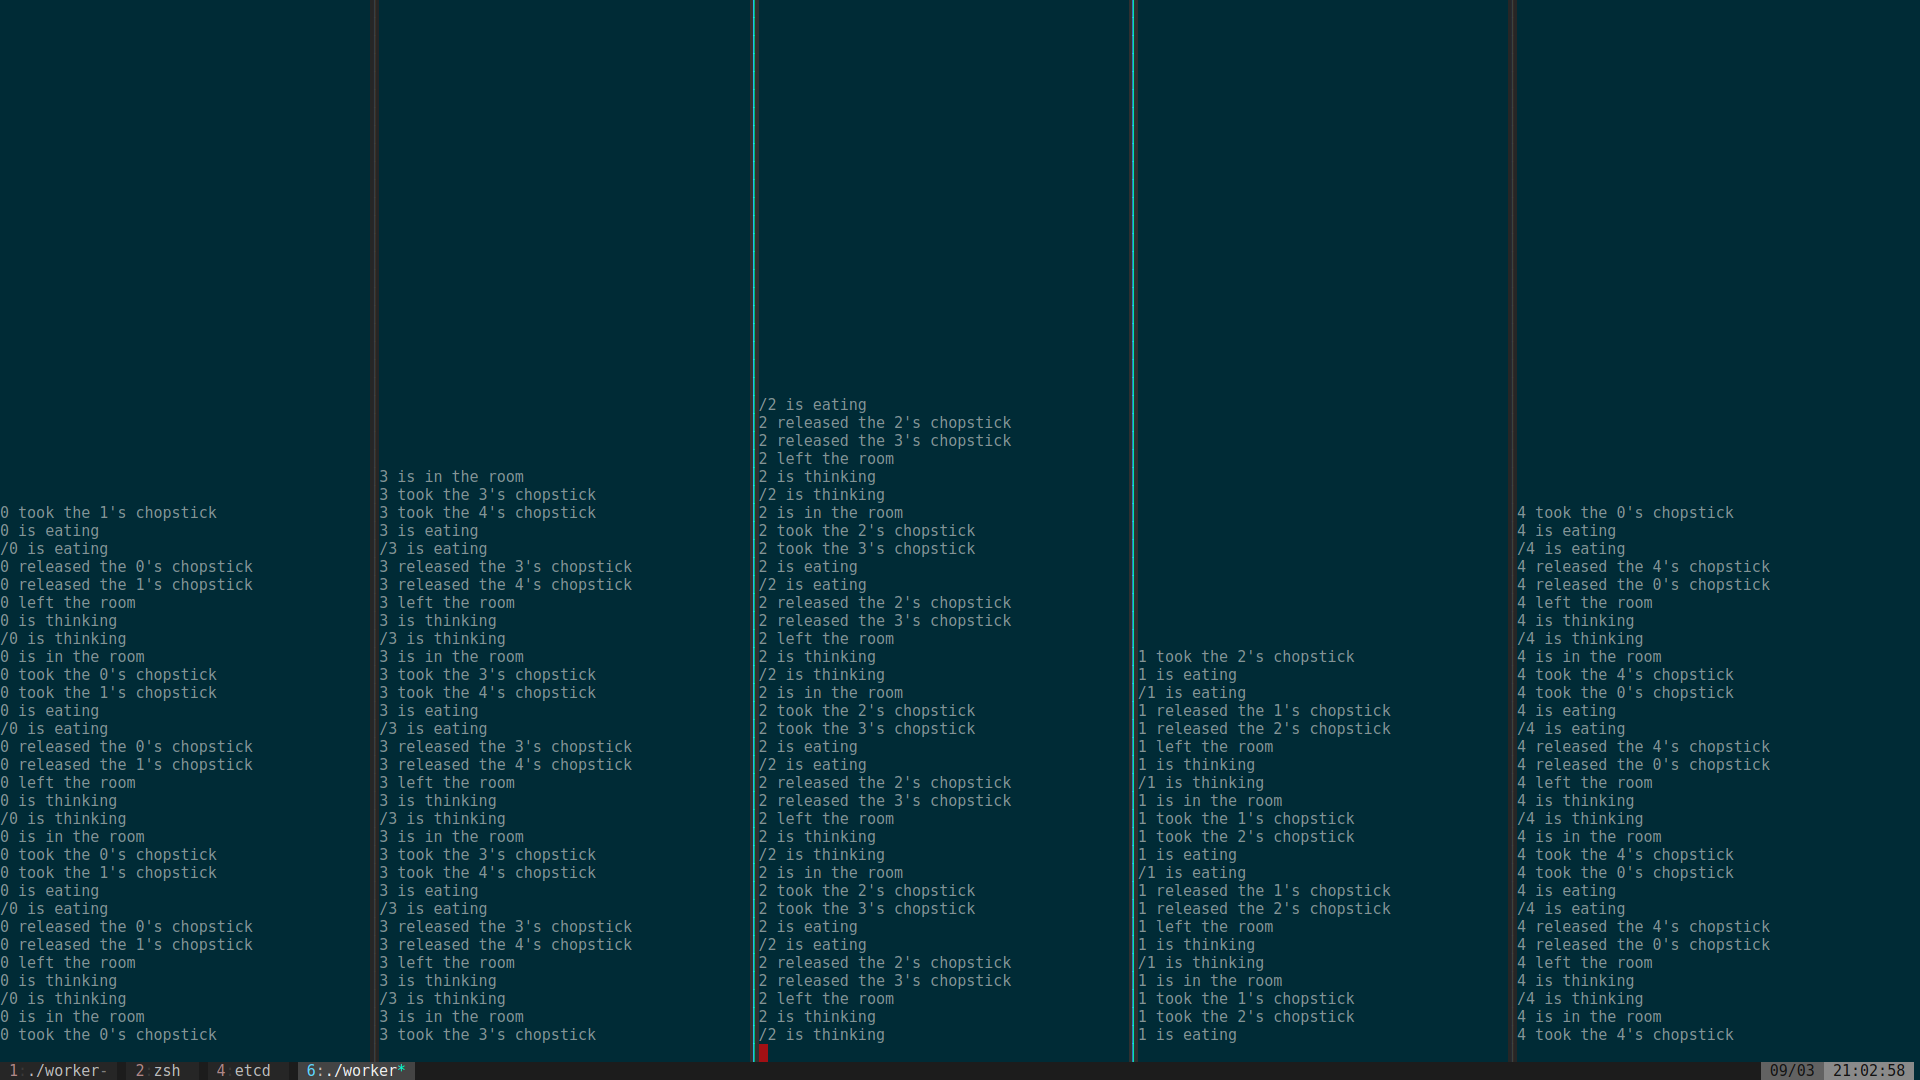 0 took the 1's chopstick
0 is eating
/0 is eating
0 released the 0's chopstick
0 released the 1's chopstick
0 left the room
0 is thinking
/0 is thinking
0 is in the room
0 took the 0's chopstick
0 took the 1's chopstick
0 is eating
/0 is eating
0 released the 0's chopstick
0 released the 1's chopstick
0 left the room
0 is thinking
/0 is thinking
0 is in the room
0 took the 0's chopstick
0 took the 1's chopstick
0 is eating
/0 is eating
0 released the 0's chopstick
0 released the 1's chopstick
0 left the room
0 is thinking
/0 is thinking
0 is in the room
0 took the 0's chopstick
3 is in the room
3 took the 3's chopstick
3 took the 4's chopstick
3 is eating
/3 is eating
3 released the 3's chopstick
3 released the 4's chopstick
3 left the room
3 is thinking
/3 is thinking
3 is in the room
3 took the 3's chopstick
3 took the 4's chopstick
3 is eating
/3 is eating
3 released the 3's chopstick
3 released the 4's chopstick
3 left the room
3 is thinking
/3 is thinking
3 is in the room
3 took the 3's chopstick
3 took the 4's chopstick
3 is eating
/3 is eating
3 released the 3's chopstick
3 released the 4's chopstick
3 left the room
3 is thinking
/3 is thinking
3 is in the room
3 took the 3's chopstick
/2 is eating
2 released the 2's chopstick
2 released the 3's chopstick
2 left the room
2 is thinking
/2 is thinking
2 is in the room
2 took the 2's chopstick
2 took the 3's chopstick
2 is eating
/2 is eating
2 released the 2's chopstick
2 released the 3's chopstick
2 left the room
2 is thinking
/2 is thinking
2 is in the room
2 took the 2's chopstick
2 took the 3's chopstick
2 is eating
/2 is eating
2 released the 2's chopstick
2 released the 3's chopstick
2 left the room
2 is thinking
/2 is thinking
2 is in the room
2 took the 2's chopstick
2 took the 3's chopstick
2 is eating
/2 is eating
2 released the 2's chopstick
2 released the 3's chopstick
2 left the room
2 is thinking
/2 is thinking
1 took the 2's chopstick
1 is eating
/1 is eating
1 released the 1's chopstick
1 released the 2's chopstick
1 left the room
1 is thinking
/1 is thinking
1 is in the room
1 took the 1's chopstick
1 took the 2's chopstick
1 is eating
/1 is eating
1 released the 1's chopstick
1 released the 2's chopstick
1 left the room
1 is thinking
/1 is thinking
1 is in the room
1 took the 1's chopstick
1 took the 2's chopstick
1 is eating
4 took the 0's chopstick
4 is eating
/4 is eating
4 released the 4's chopstick
4 released the 0's chopstick
4 left the room
4 is thinking
/4 is thinking
4 is in the room
4 took the 4's chopstick
4 took the 0's chopstick
4 is eating
/4 is eating
4 released the 4's chopstick
4 released the 0's chopstick
4 left the room
4 is thinking
/4 is thinking
4 is in the room
4 took the 4's chopstick
4 took the 0's chopstick
4 is eating
/4 is eating
4 released the 4's chopstick
4 released the 0's chopstick
4 left the room
4 is thinking
/4 is thinking
4 is in the room
4 took the 4's chopstick
1:./worker- 2:zsh 4:etcd 6:./worker* 09/03 21:02:58